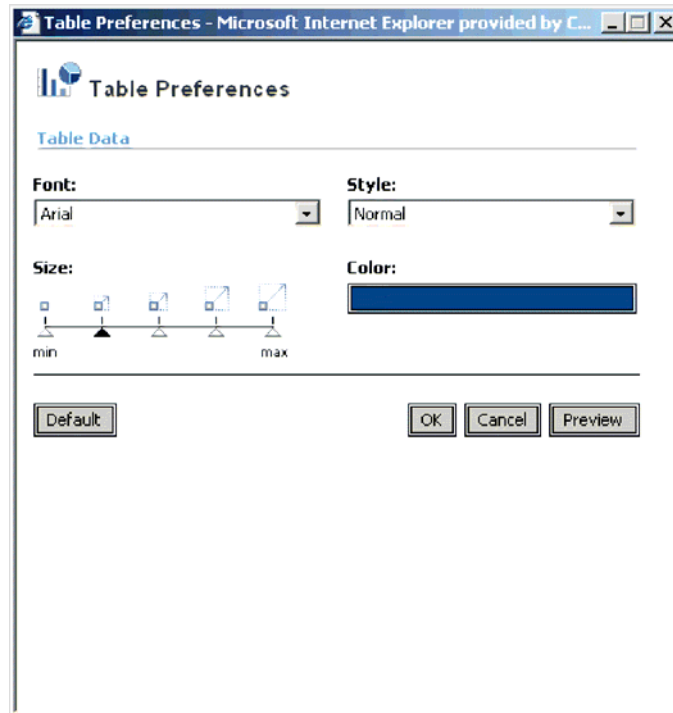 Table Preferences - Microsoft Internet Explorer provided by C...
Table Preferences
Table Data
Font:
Style:
Arial
Normal
Size:
Color:
min
max
Default
OK
Cancel
Preview